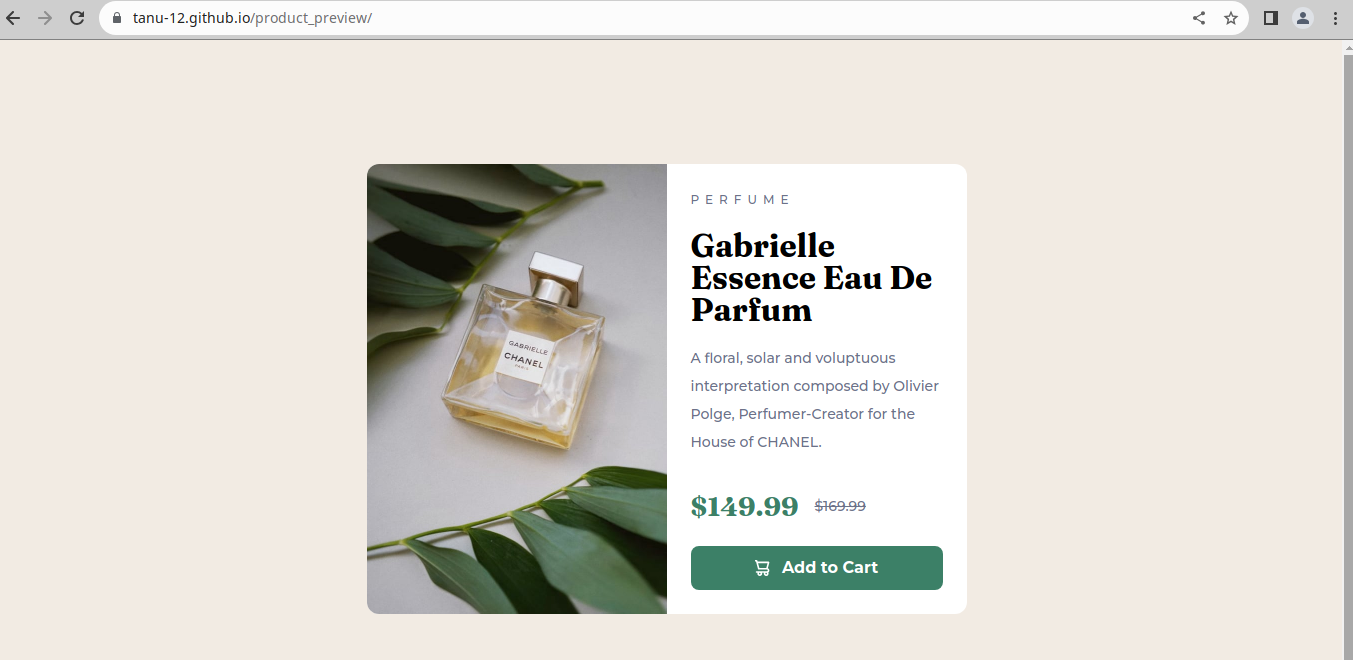 tanu-12.github.io/product_preview/
GABRIELLE
CHANEL
PARIS
PERFUME
Gabrielle
Essence Eau De
Parfum
A floral, solar and voluptuous
interpretation composed by Olivier
Polge, Perfumer-Creator for the
House of CHANEL.
$149.99 $169.99
Add to Cart